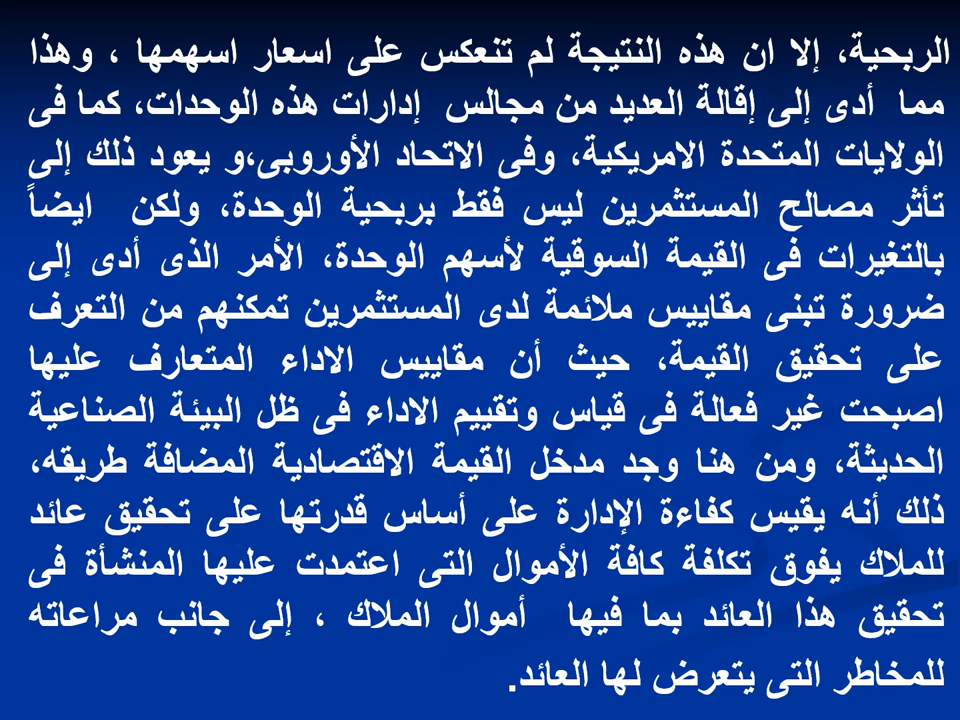 الربحية، إلا ان هذه النتيجة لم تنعكس على اسعار اسهمها ، وهذا
مما أدى إلى إقالة العديد من مجالس إدارات هذه الوحدات، كما فى
الولايات المتحدة الامريكية، وفى الاتحاد الأوروبى،و يعود ذلك إلى
تأثر مصالح المستثمرين ليس فقط بربحية الوحدة، ولكن ايضاً
بالتغيرات فى القيمة السوقية لأسهم الوحدة، الأمر الذى أدى إلى
ضرورة تبنى مقاييس ملائمة لدى المستثمرين تمكنهم من التعرف
على تحقيق القيمة، حيث أن مقاييس الاداء المتعارف عليها
اصبحت غير فعالة فى قياس وتقييم الاداء فى ظل البيئة الصناعية
الحديثة، ومن هنا وجد مدخل القيمة الاقتصادية المضافة طريقه،
ذلك أنه يقيس كفاءة الإدارة على أساس قدرتها على تحقيق عائد
للملاك يفوق تكلفة كافة الأموال التى اعتمدت عليها المنشأة فى
تحقيق هذا العائد بما فيها أموال الملاك ، إلى جانب مراعاته
للمخاطر التى يتعرض لها العائد.